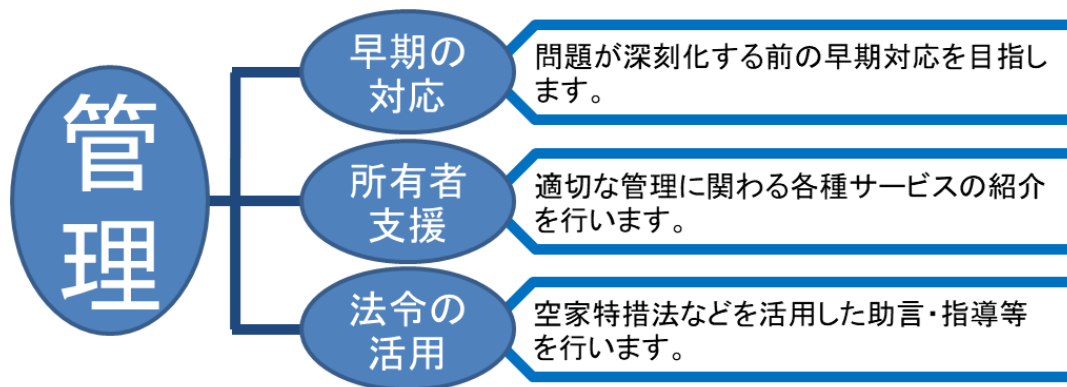 管理
早期の
対応
問題が深刻化する前の早期対応を目指し
ます。
所有者
支援
適切な管理に関わる各種サービスの紹介
を行います。
法令の
活用
空家特措法などを活用した助言・指導等
を行います。